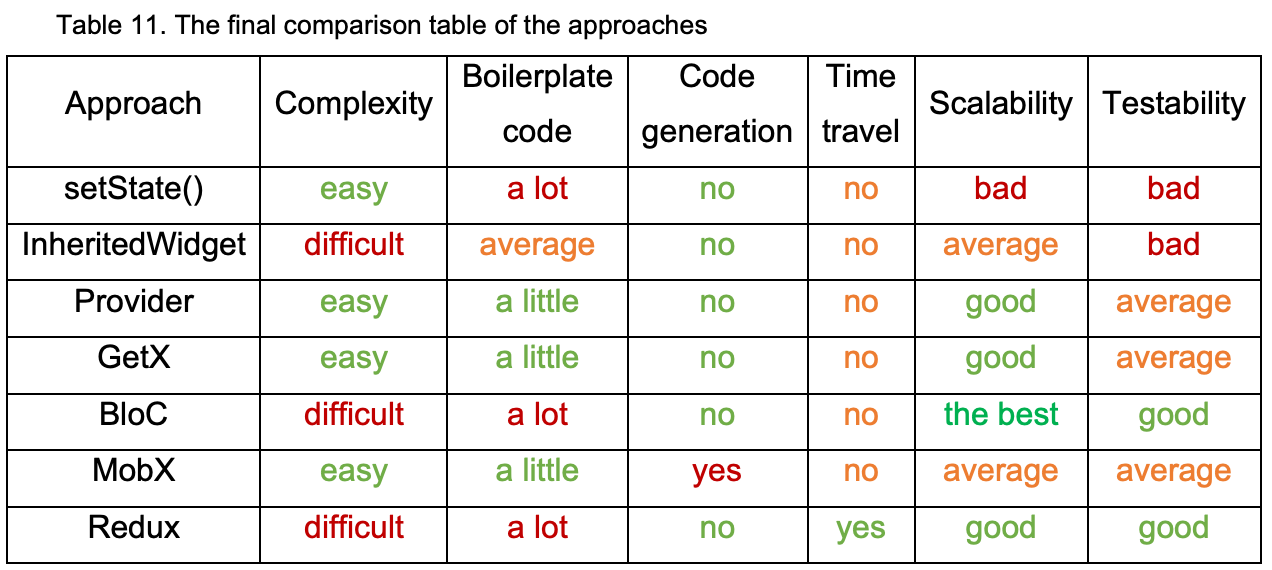 Table 11. The final comparison table of the approaches
Approach Complexity Boilerplate code Code generation Time travel Scalability Testability
setState() easy a lot no no bad bad
InheritedWidget difficult average no no average bad
Provider easy a little no no good average
GetX easy a little no no good average
BloC difficult a lot no no the best good
MobX easy a little yes no average average
Redux difficult a lot no yes good good